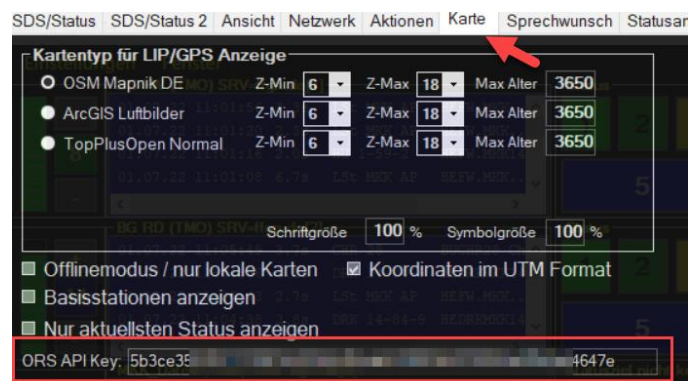 SDS/Status SDS/Status 2 Ansicht Netzwerk Aktionen Karte Sprechwunsch Statusan
Kartentyp für LIP/GPS Anzeige
OSM Mapnik DE Z-Min 6 Z-Max 18 Max Alter 3650
ArcGIS Luftbilder Z-Min 6 Z-Max 18 Max Alter 3650
TopPlusOpen Normal Z-Min 6 Z-Max 18 Max Alter 3650
Schriftgröße 100 % Symbolgröße 100 %
Offlinemodus / nur lokale Karten Koordinaten im UTM Format
Basisstationen anzeigen
Nur aktuellsten Status anzeigen
ORS API Key: 5b3ce35 4647e